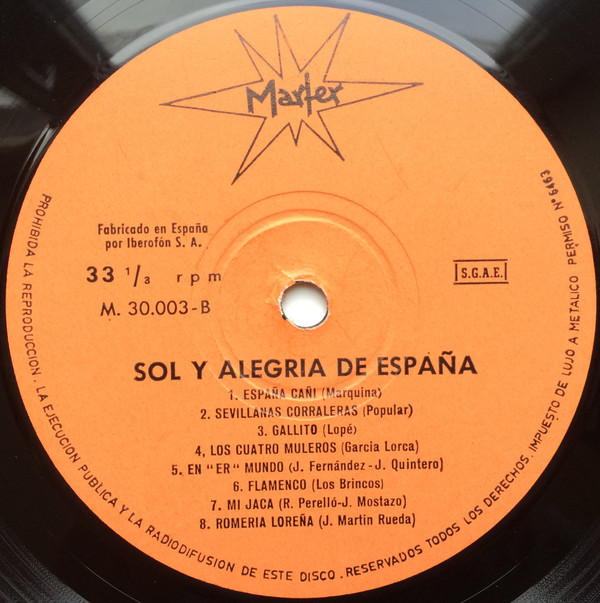 Marfer
Fabricado en España
por Iberofón S. A.
33 1/3 rpm
M. 30.003-B
S.G.A.E.
SOL Y ALEGRIA DE ESPAÑA
1. ESPAÑA CAÑI (Marquina)
2. SEVILLANAS CORRALERAS (Popular)
3. GALLITO (Lopé)
4, LOS CUATRO MULEROS (Garcia Lorca)
5. EN "ER" MUNDO (J. Fernández - J. Quintero)
6. FLAMENCO (Los Brincos)
7. MI JACA (R. Perelló-J. Mostazo)
8. ROMERIA LOREÑA (J. Martin Rueda)
PROHIBIDA LA REPRODUCCION. LA EJECUCION PUBLICA Y LA RADIODIFUSION DE ESTE DISCO. RESERVADOS TODOS LOS DERECHOS. IMPUESTO DE LUJO A METALICO PERMISO Nº 6463